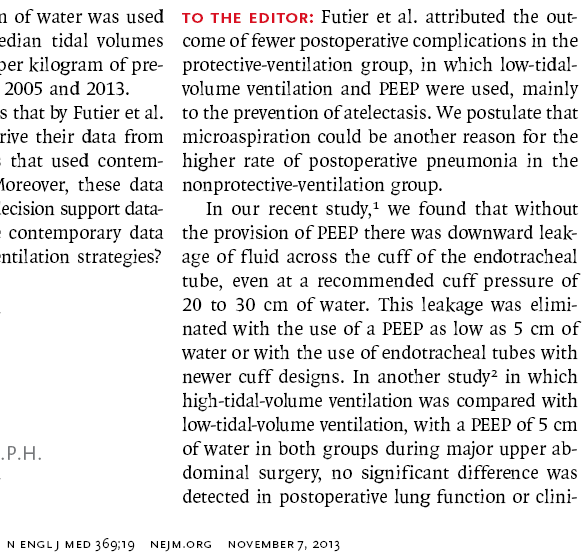 n of water was used
edian tidal volumes
per kilogram of pre-
2005 and 2013.
s that by Futier et al.
rive their data from
s that used contem-
Moreover, these data
lecision support data-
e contemporary data
entilation strategies?
.P.H.
TO THE EDITOR: Futier et al. attributed the out-
come of fewer postoperative complications in the
protective-ventilation group, in which low-tidal-
volume ventilation and PEEP were used, mainly
to the prevention of atelectasis. We postulate that
microaspiration could be another reason for the
higher rate of postoperative pneumonia in the
nonprotective-ventilation group.
In our recent study,¹ we found that without
the provision of PEEP there was downward leak-
age of fluid across the cuff of the endotracheal
tube, even at a recommended cuff pressure of
20 to 30 cm of water. This leakage was elimi-
nated with the use of a PEEP as low as 5 cm of
water or with the use of endotracheal tubes with
newer cuff designs. In another study² in which
high-tidal-volume ventilation was compared with
low-tidal-volume ventilation, with a PEEP of 5 cm
of water in both groups during major upper ab-
dominal surgery, no significant difference was
detected in postoperative lung function or clini-
N ENGL J MED 369;19 NEJM.ORG NOVEMBER 7, 2013